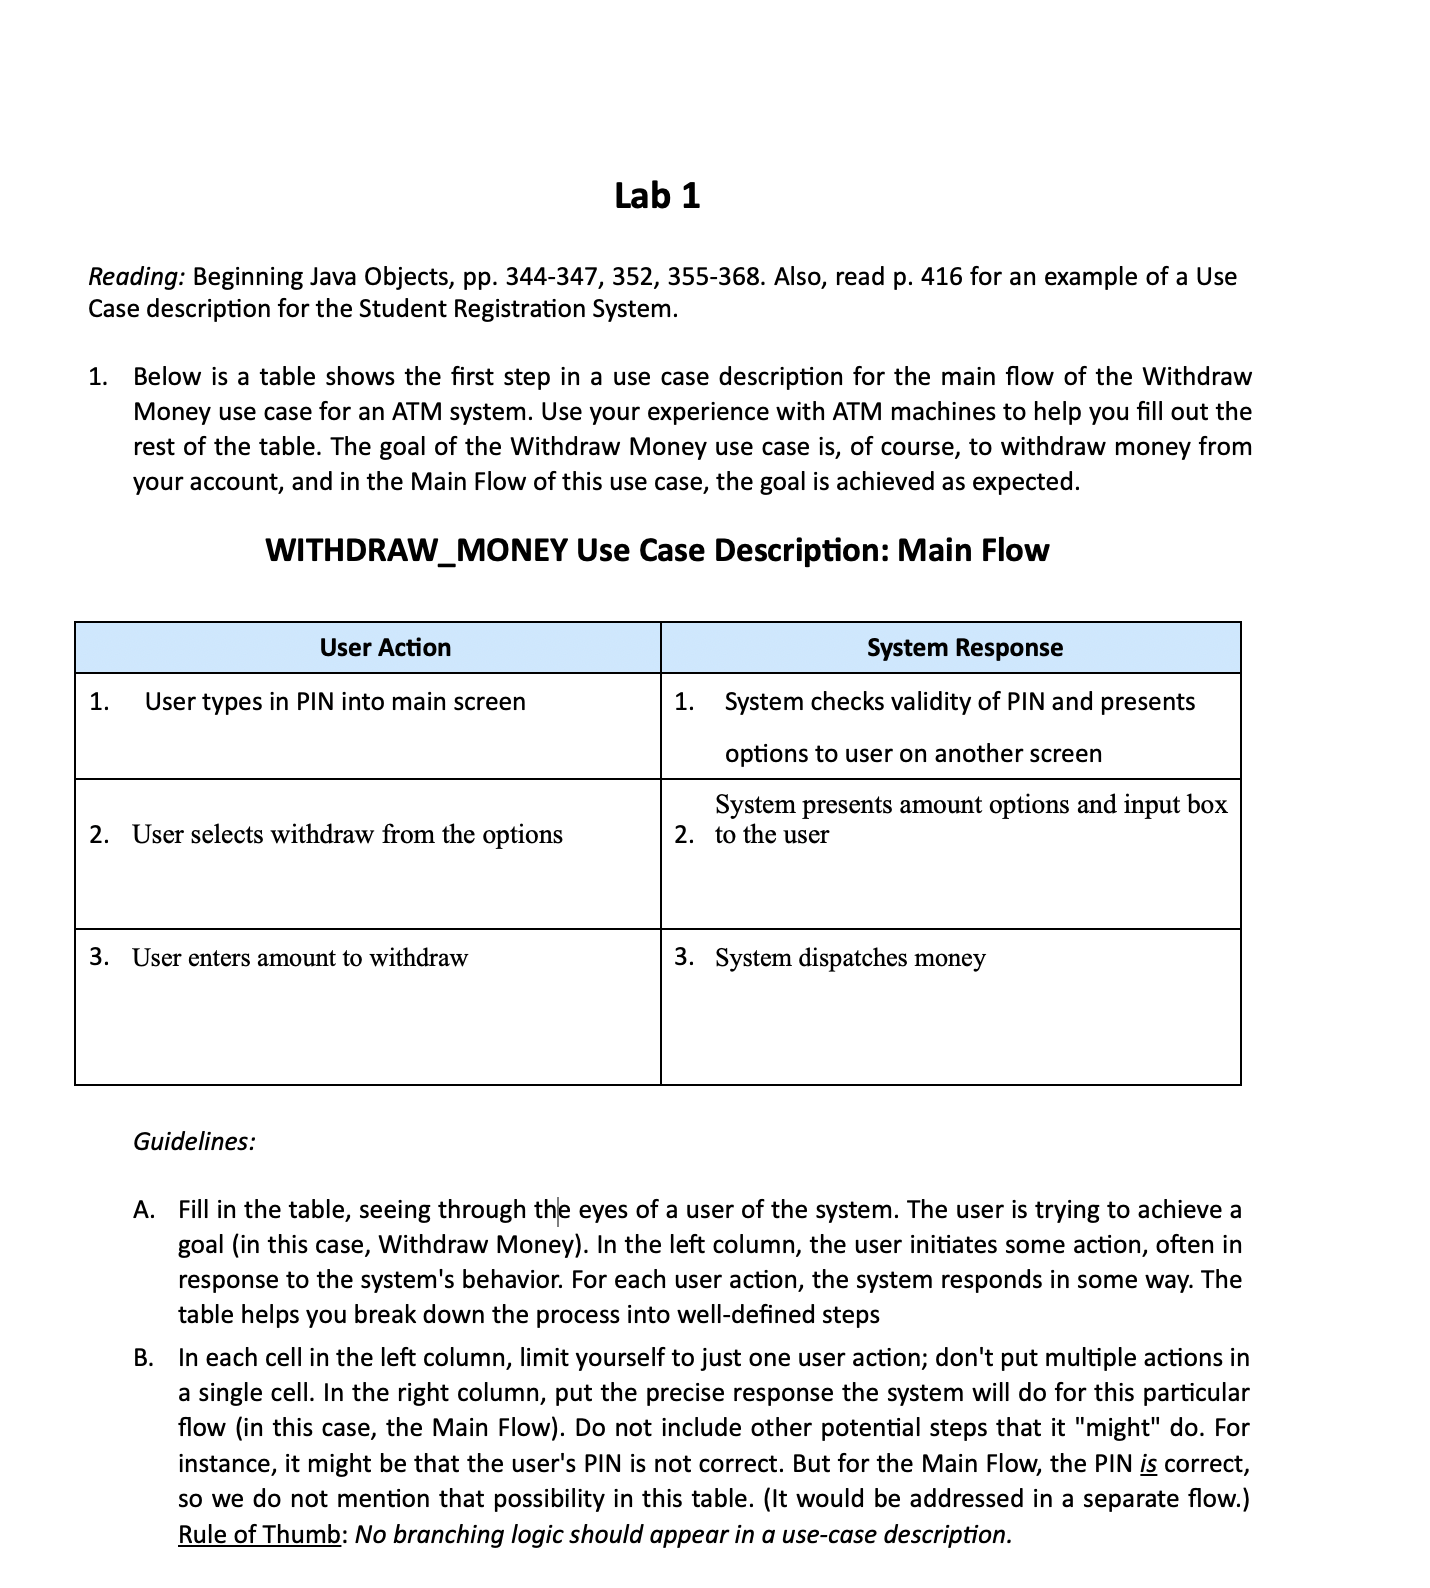 Lab 1
Reading: Beginning Java Objects, pp. 344-347, 352, 355-368. Also, read p. 416 for an example of a Use
Case description for the Student Registration System.
1. Below is a table shows the first step in a use case description for the main flow of the Withdraw
Money use case for an ATM system. Use your experience with ATM machines to help you fill out the
rest of the table. The goal of the Withdraw Money use case is, of course, to withdraw money from
your account, and in the Main Flow of this use case, the goal is achieved as expected.
WITHDRAW_MONEY Use Case Description: Main Flow
User Action
System Response
1. User types in PIN into main screen
1. System checks validity of PIN and presents
options to user on another screen
2. User selects withdraw from the options
System presents amount options and input box
2. to the user
3. User enters amount to withdraw
3. System dispatches money
Guidelines:
A. Fill in the table, seeing through the eyes of a user of the system. The user is trying to achieve a
goal (in this case, Withdraw Money). In the left column, the user initiates some action, often in
response to the system's behavior. For each user action, the system responds in some way. The
table helps you break down the process into well-defined steps
B. In each cell in the left column, limit yourself to just one user action; don't put multiple actions in
a single cell. In the right column, put the precise response the system will do for this particular
flow (in this case, the Main Flow). Do not include other potential steps that it "might" do. For
instance, it might be that the user's PIN is not correct. But for the Main Flow, the PIN is correct,
so we do not mention that possibility in this table. (It would be addressed in a separate flow.)
Rule of Thumb: No branching logic should appear in a use-case description.